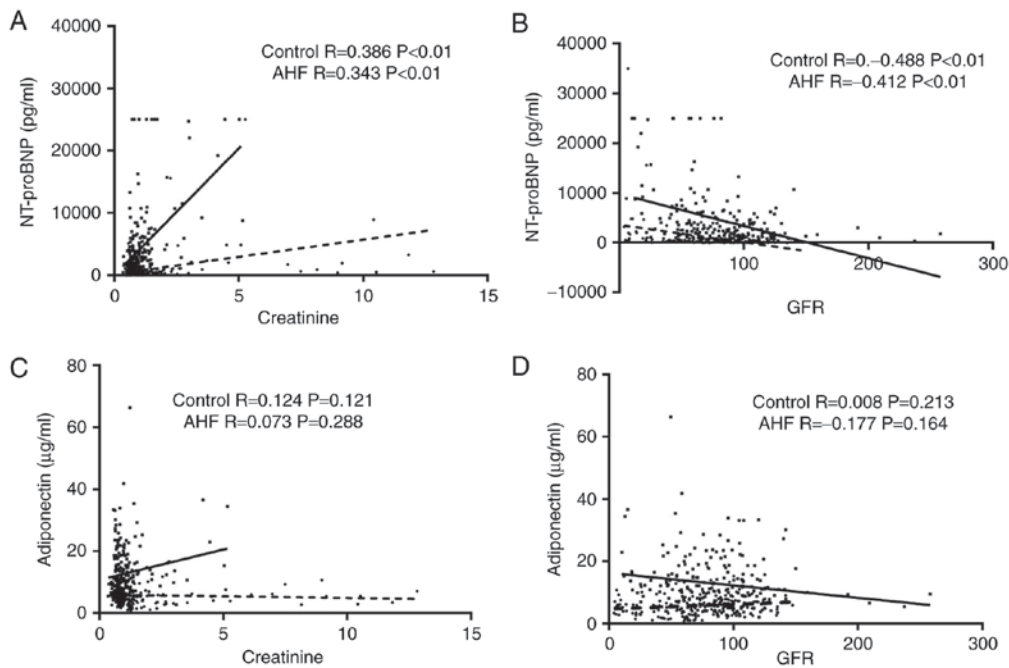 A
40000
30000
20000
10000
0
NT-proBNP (pg/ml)
Control R=0.386 P<0.01
AHF R=0.343 P<0.01
0 5 10 15
Creatinine
B
40000
30000
20000
10000
0
−10000
NT-proBNP (pg/ml)
Control R=0.−0.488 P<0.01
AHF R=−0.412 P<0.01
100 200 300
GFR
C
80
60
40
20
0
Adiponectin (μg/ml)
Control R=0.124 P=0.121
AHF R=0.073 P=0.288
0 5 10 15
Creatinine
D
80
60
40
20
0
Adiponectin (μg/ml)
Control R=0.008 P=0.213
AHF R=−0.177 P=0.164
0 100 200 300
GFR